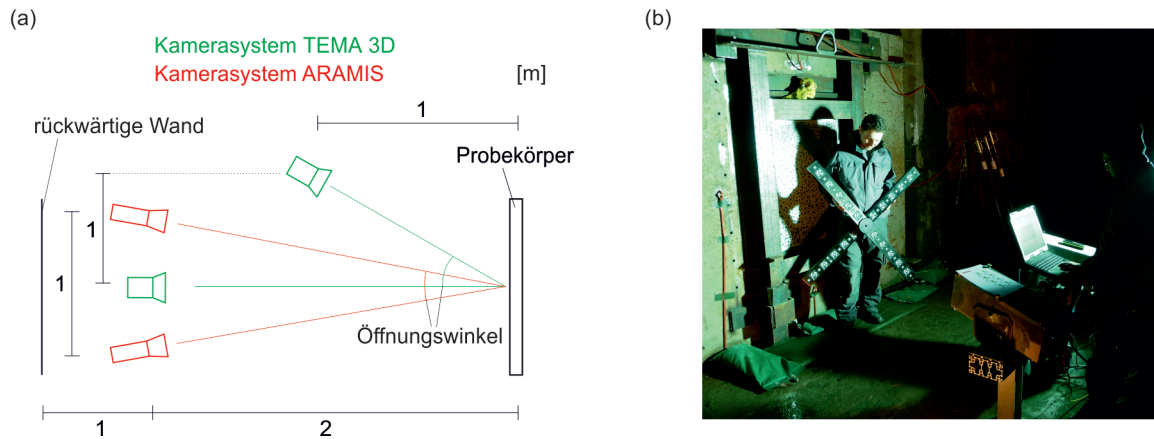 (a)
(b)
Kamerasystem TEMA 3D
Kamerasystem ARAMIS
[m]
1
rückwärtige Wand
Probekörper
1
1
Öffnungswinkel
1
2